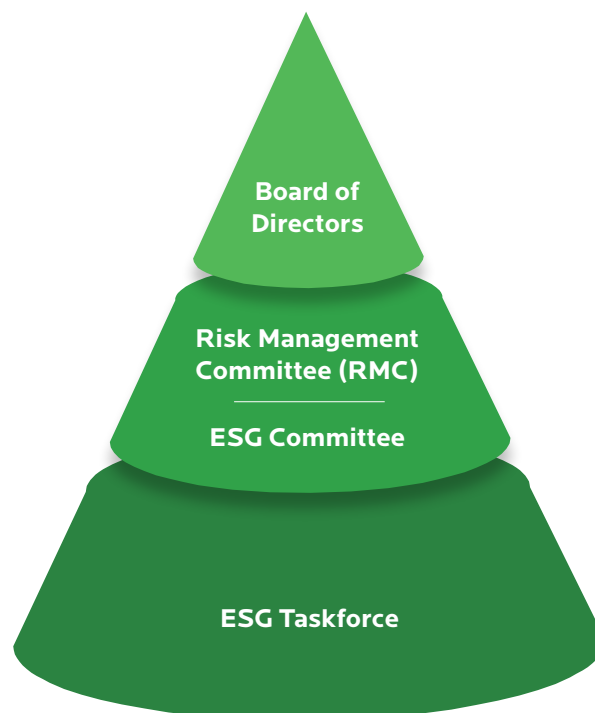 Board of
Directors
Risk Management
Committee (RMC)
ESG Committee
ESG Taskforce